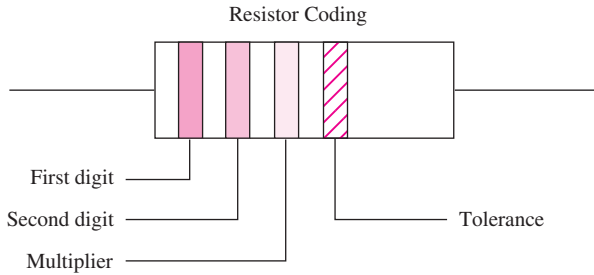 Resistor Coding
First digit
Second digit
Tolerance
Multiplier